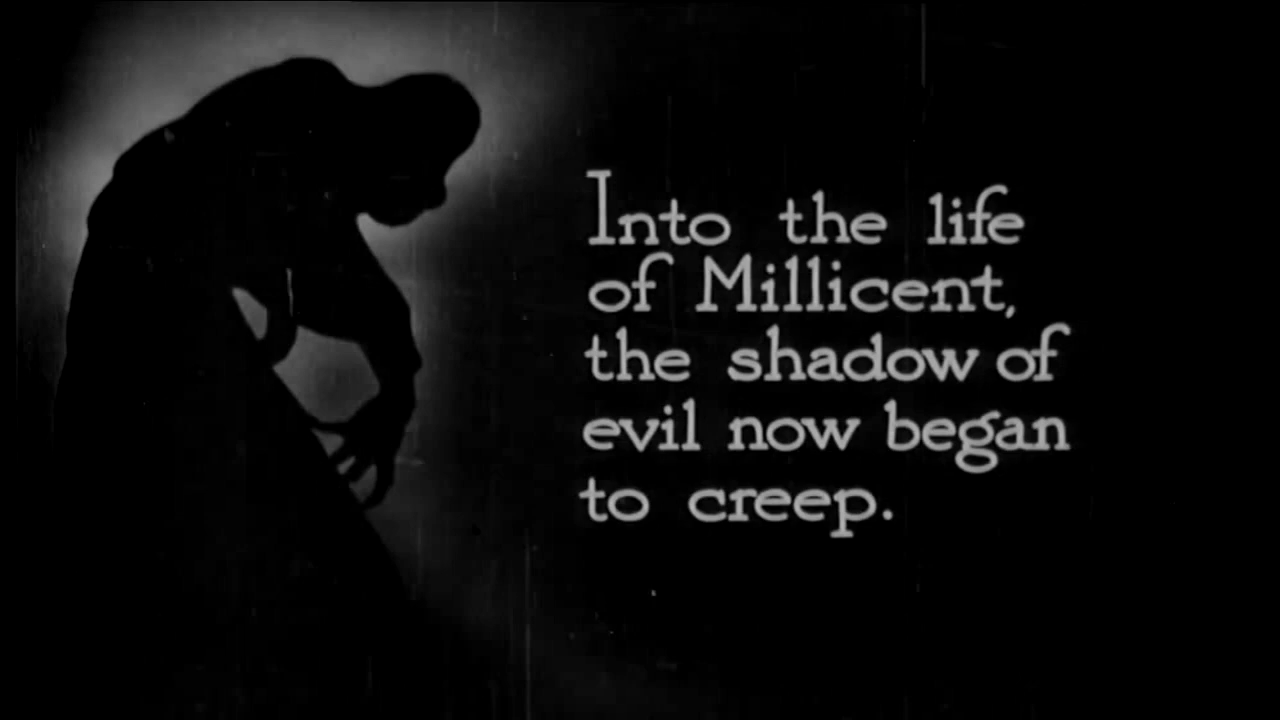 Into the life
of Millicent,
the shadow of
evil now began
to creep.